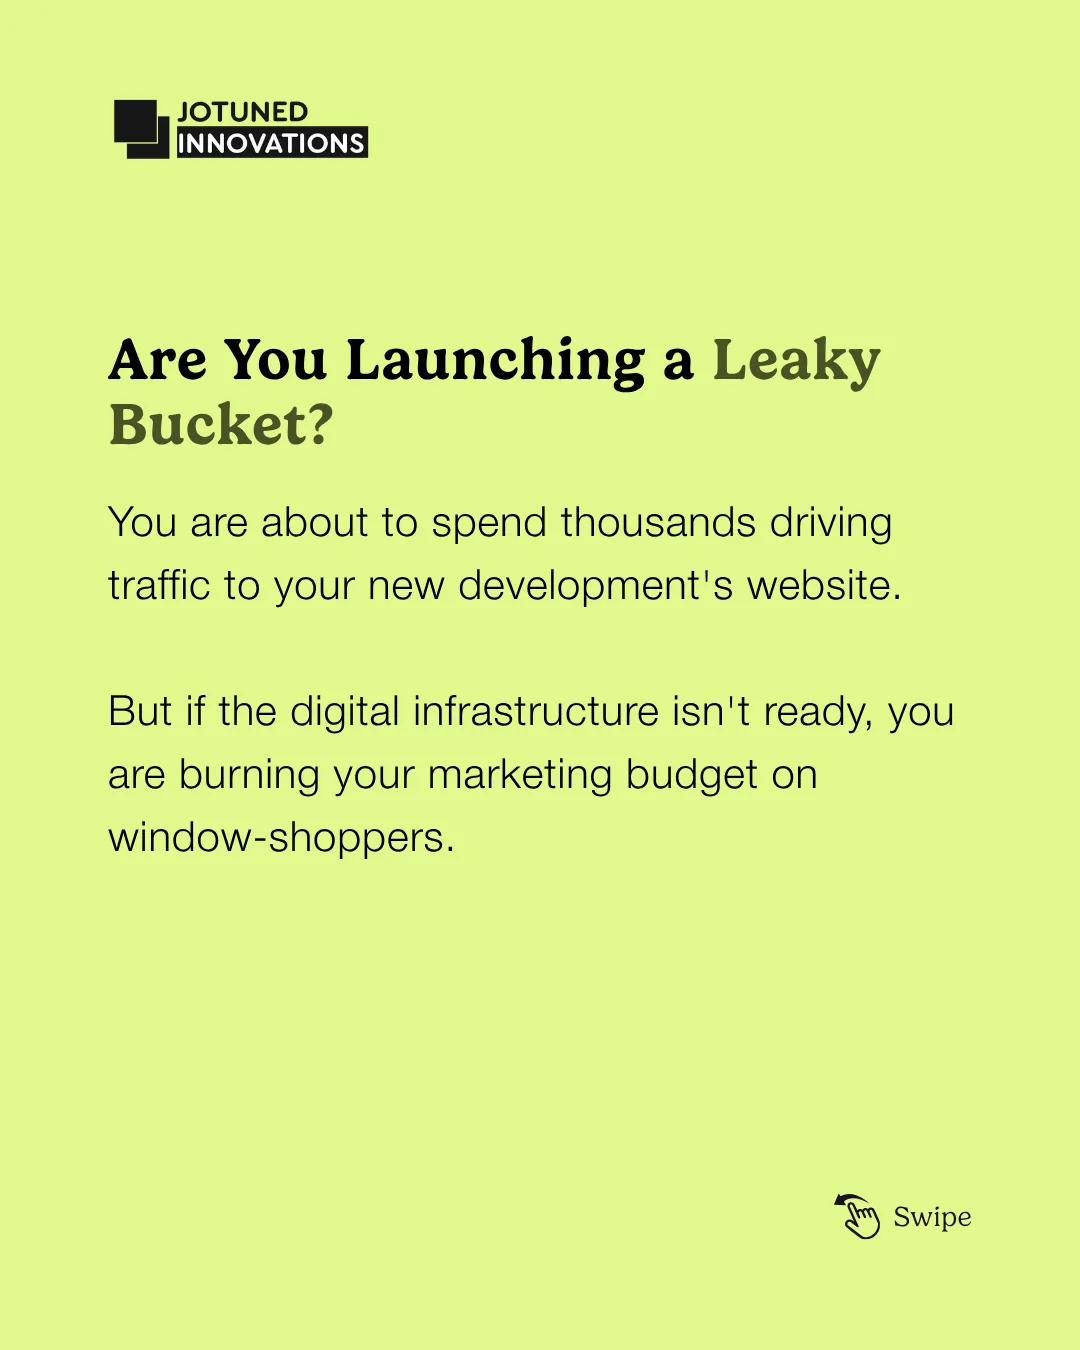 JOTUNED
INNOVATIONS
Are You Launching a Leaky
Bucket?
You are about to spend thousands driving
traffic to your new development's website.
But if the digital infrastructure isn't ready, you
are burning your marketing budget on
window-shoppers.
Swipe